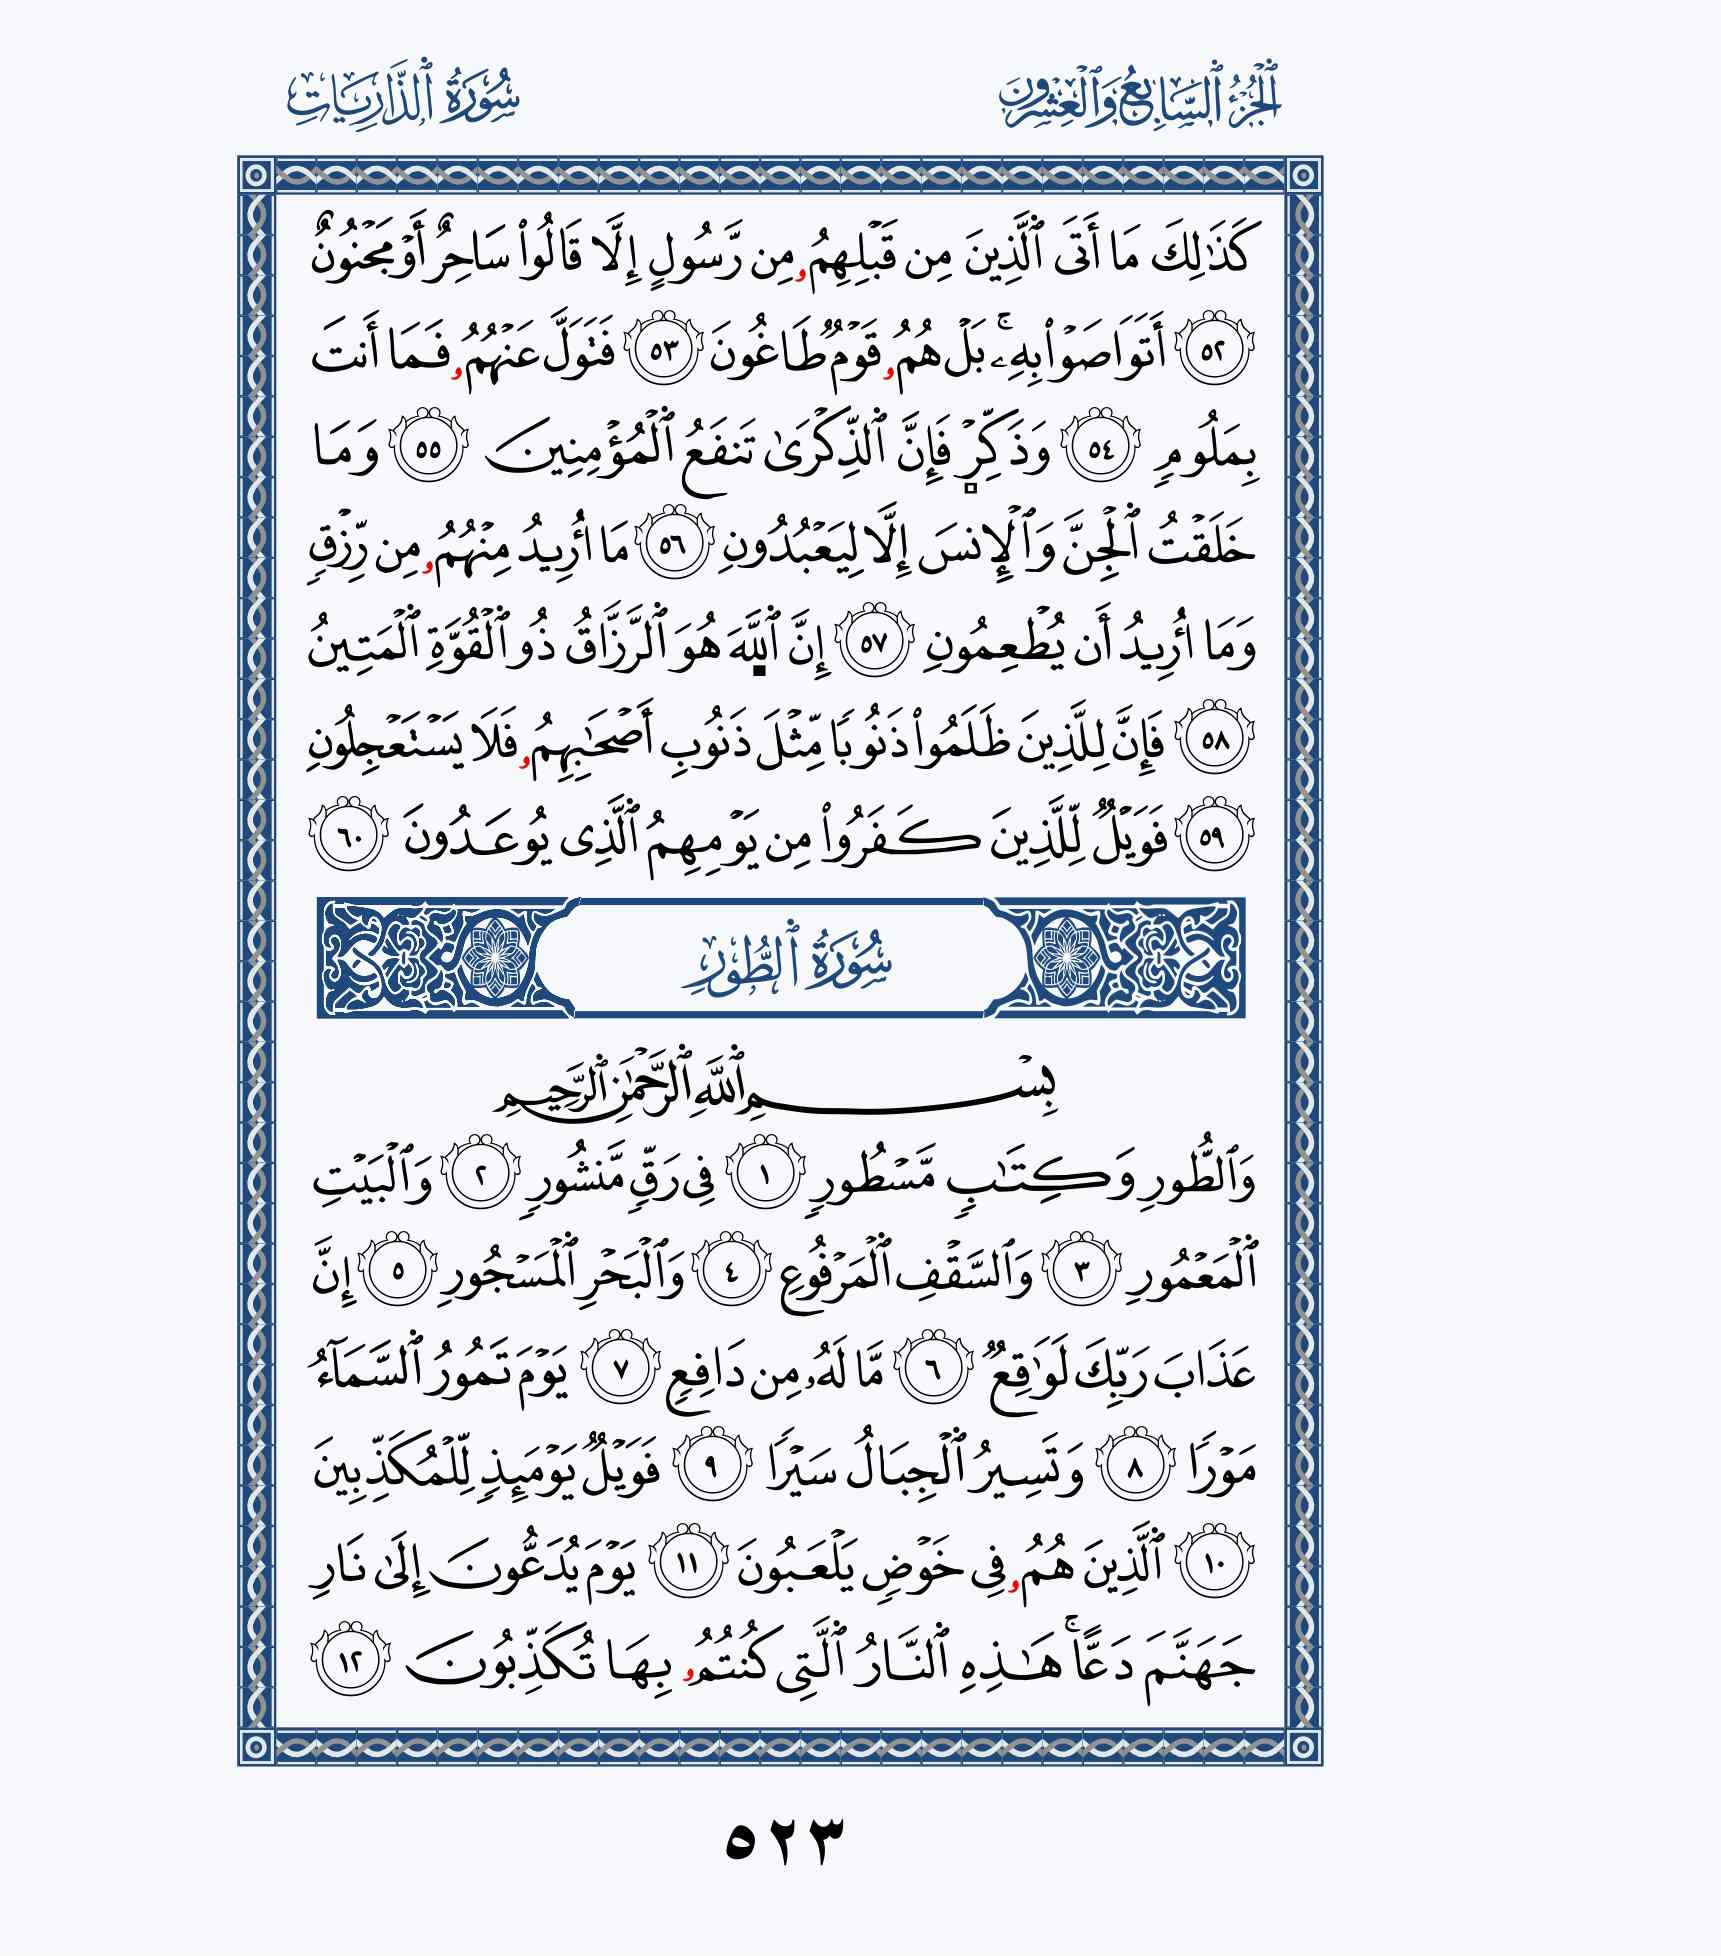 ٱلْجُزْءُ ٱلسَّابِعُ وَٱلْعِشْرُونَ
سُورَةُ ٱلذَّارِيَاتِ
كَذَٰلِكَ مَا أَتَى ٱلَّذِينَ مِن قَبْلِهِمُۥ مِن رَّسُولٍ إِلَّا قَالُوا۟ سَاحِرٌ أَوْ مَجْنُونٌ
٥٢ أَتَوَاصَوْا۟ بِهِۦۚ بَلْ هُمُۥ قَوْمٌ طَاغُونَ ٥٣ فَتَوَلَّ عَنْهُمُۥ فَمَا أَنتَ
بِمَلُومٍ ٥٤ وَذَكِّرْ فَإِنَّ ٱلذِّكْرَىٰ تَنفَعُ ٱلْمُؤْمِنِينَ ٥٥ وَمَا
خَلَقْتُ ٱلْجِنَّ وَٱلْإِنسَ إِلَّا لِيَعْبُدُونِ ٥٦ مَا أُرِيدُ مِنْهُمُۥ مِن رِّزْقٍ
وَمَا أُرِيدُ أَن يُطْعِمُونِ ٥٧ إِنَّ ٱللَّهَ هُوَ ٱلرَّزَّاقُ ذُو ٱلْقُوَّةِ ٱلْمَتِينُ
٥٨ فَإِنَّ لِلَّذِينَ ظَلَمُوا۟ ذَنُوبًا مِّثْلَ ذَنُوبِ أَصْحَٰبِهِمُۥ فَلَا يَسْتَعْجِلُونِ
٥٩ فَوَيْلٌ لِّلَّذِينَ كَفَرُوا۟ مِن يَوْمِهِمُ ٱلَّذِى يُوعَدُونَ ٦٠
سُورَةُ ٱلطُّورِ
بِسْمِ ٱللَّهِ ٱلرَّحْمَٰنِ ٱلرَّحِيمِ
وَٱلطُّورِ وَكِتَٰبٍ مَّسْطُورٍ ١ فِى رَقٍّ مَّنشُورٍ ٢ وَٱلْبَيْتِ
ٱلْمَعْمُورِ ٣ وَٱلسَّقْفِ ٱلْمَرْفُوعِ ٤ وَٱلْبَحْرِ ٱلْمَسْجُورِ ٥ إِنَّ
عَذَابَ رَبِّكَ لَوَٰقِعٌ ٦ مَّا لَهُۥ مِن دَافِعٍ ٧ يَوْمَ تَمُورُ ٱلسَّمَآءُ
مَوْرًا ٨ وَتَسِيرُ ٱلْجِبَالُ سَيْرًا ٩ فَوَيْلٌ يَوْمَئِذٍ لِّلْمُكَذِّبِينَ
١٠ ٱلَّذِينَ هُمُۥ فِى خَوْضٍ يَلْعَبُونَ ١١ يَوْمَ يُدَعُّونَ إِلَىٰ نَارِ
جَهَنَّمَ دَعًّاۚ هَٰذِهِ ٱلنَّارُ ٱلَّتِى كُنتُمُۥ بِهَا تُكَذِّبُونَ ١٢
٥٢٣